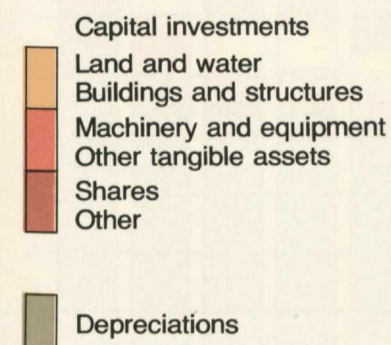 Capital investments
Land and water
Buildings and structures
Machinery and equipment
Other tangible assets
Shares
Other
Depreciations